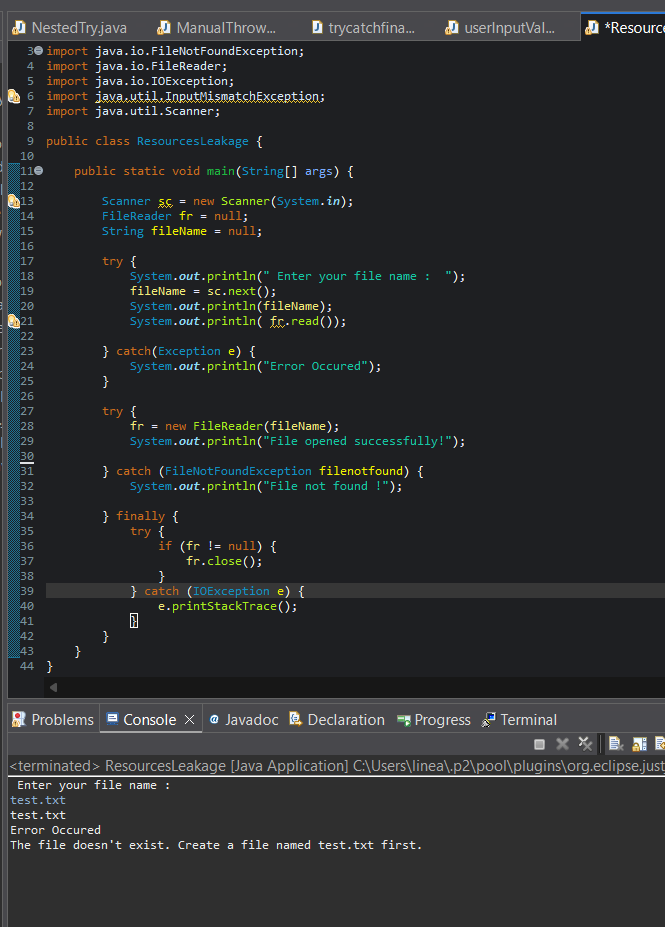 NestedTry.java
ManualThrow...
trycatchfina...
userInputVal...
*Resource
3 import java.io.FileNotFoundException;
4 import java.io.FileReader;
5 import java.io.IOException;
6 import java.util.InputMismatchException;
7 import java.util.Scanner;
8
9 public class ResourcesLeakage {
10
11     public static void main(String[] args) {
12
13         Scanner sc = new Scanner(System.in);
14         FileReader fr = null;
15         String fileName = null;
16
17         try {
18             System.out.println(" Enter your file name :  ");
19             fileName = sc.next();
20             System.out.println(fileName);
21             System.out.println( fr.read());
22
23         } catch(Exception e) {
24             System.out.println("Error Occured");
25         }
26
27         try {
28             fr = new FileReader(fileName);
29             System.out.println("File opened successfully!");
30
31         } catch (FileNotFoundException filenotfound) {
32             System.out.println("File not found !");
33
34         } finally {
35             try {
36                 if (fr != null) {
37                     fr.close();
38                 }
39             } catch (IOException e) {
40                 e.printStackTrace();
41             }
42         }
43     }
44 }
Problems
Console
Javadoc
Declaration
Progress
Terminal
<terminated> ResourcesLeakage [Java Application] C:\Users\linea\.p2\pool\plugins\org.eclipse.just
Enter your file name :
test.txt
test.txt
Error Occured
The file doesn't exist. Create a file named test.txt first.